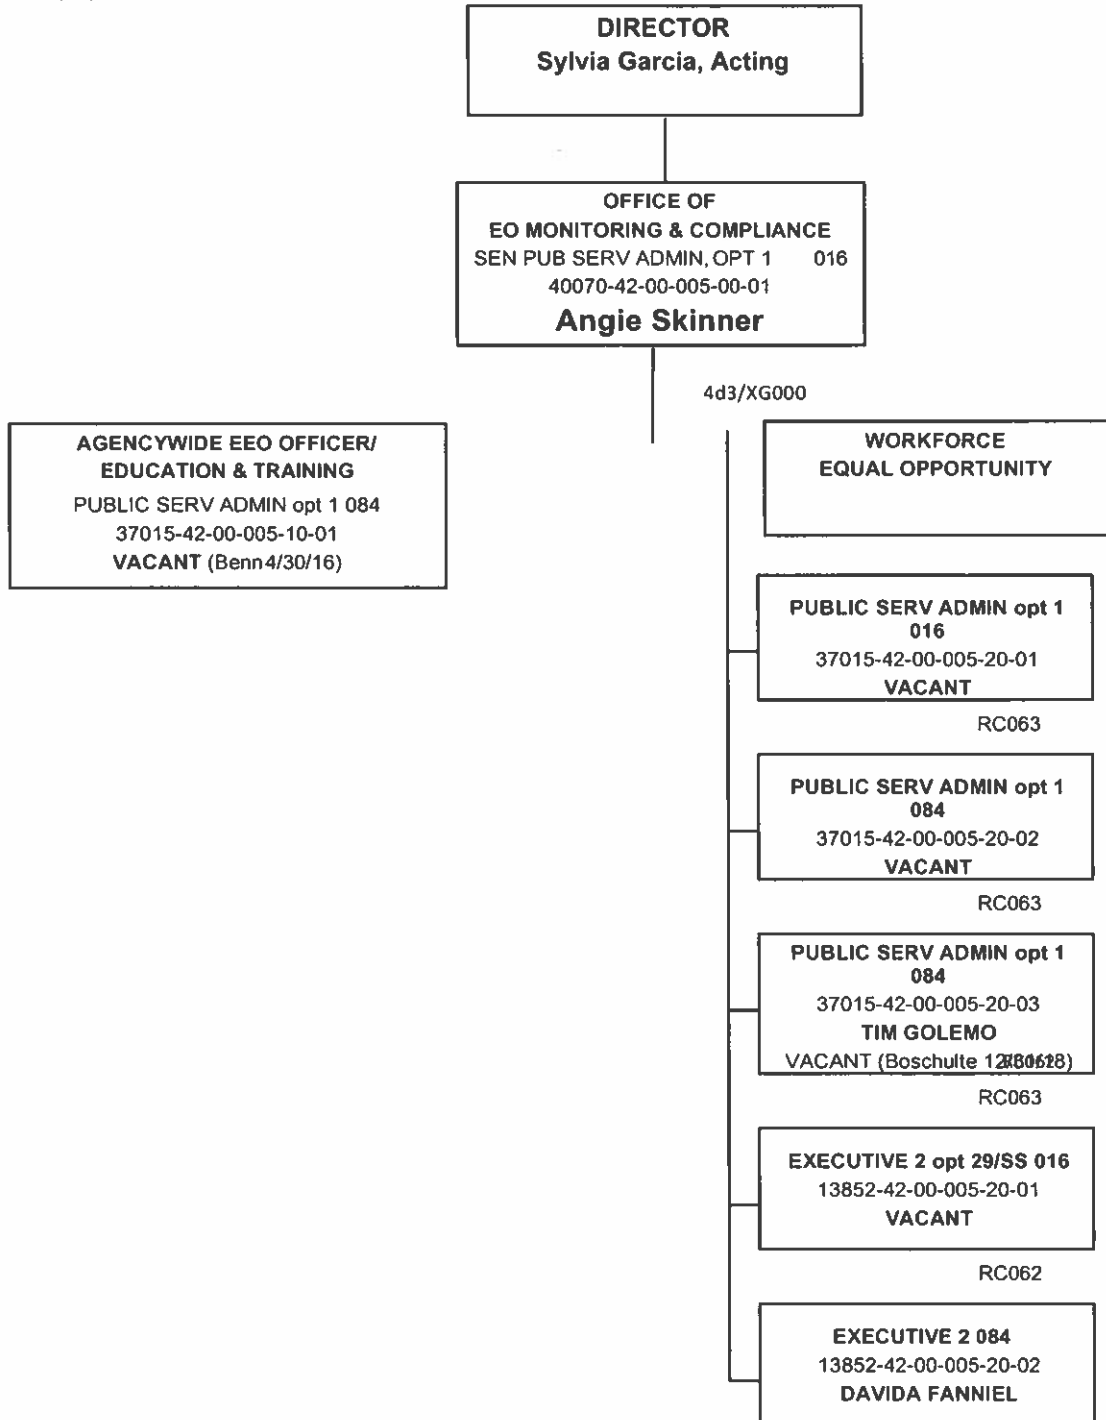 DIRECTOR
Sylvia Garcia, Acting
OFFICE OF
EO MONITORING & COMPLIANCE
SEN PUB SERV ADMIN, OPT 1 016
40070-42-00-005-00-01
Angie Skinner
4d3/XG000
AGENCYWIDE EEO OFFICER/
EDUCATION & TRAINING
PUBLIC SERV ADMIN opt 1 084
37015-42-00-005-10-01
VACANT (Benn 4/30/16)
WORKFORCE
EQUAL OPPORTUNITY
PUBLIC SERV ADMIN opt 1
016
37015-42-00-005-20-01
VACANT
RC063
PUBLIC SERV ADMIN opt 1
084
37015-42-00-005-20-02
VACANT
RC063
PUBLIC SERV ADMIN opt 1
084
37015-42-00-005-20-03
TIM GOLEMO
VACANT (Boschulte
RC063
EXECUTIVE 2 opt 29/SS 016
13852-42-00-005-20-01
VACANT
RC062
EXECUTIVE 2 084
13852-42-00-005-20-02
DAVIDA FANNIEL